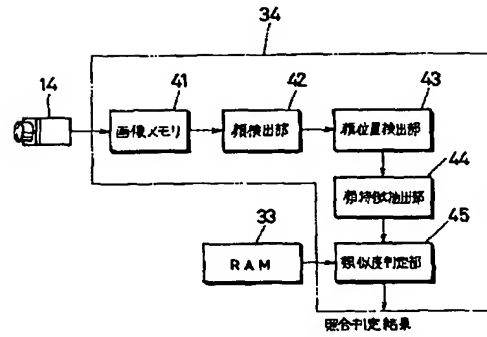 34
14
41
42
43
画像メモリ
顔検出部
顔位置検出部
44
顔特徴抽出部
33
45
RAM
類似度判定部
照合判定結果